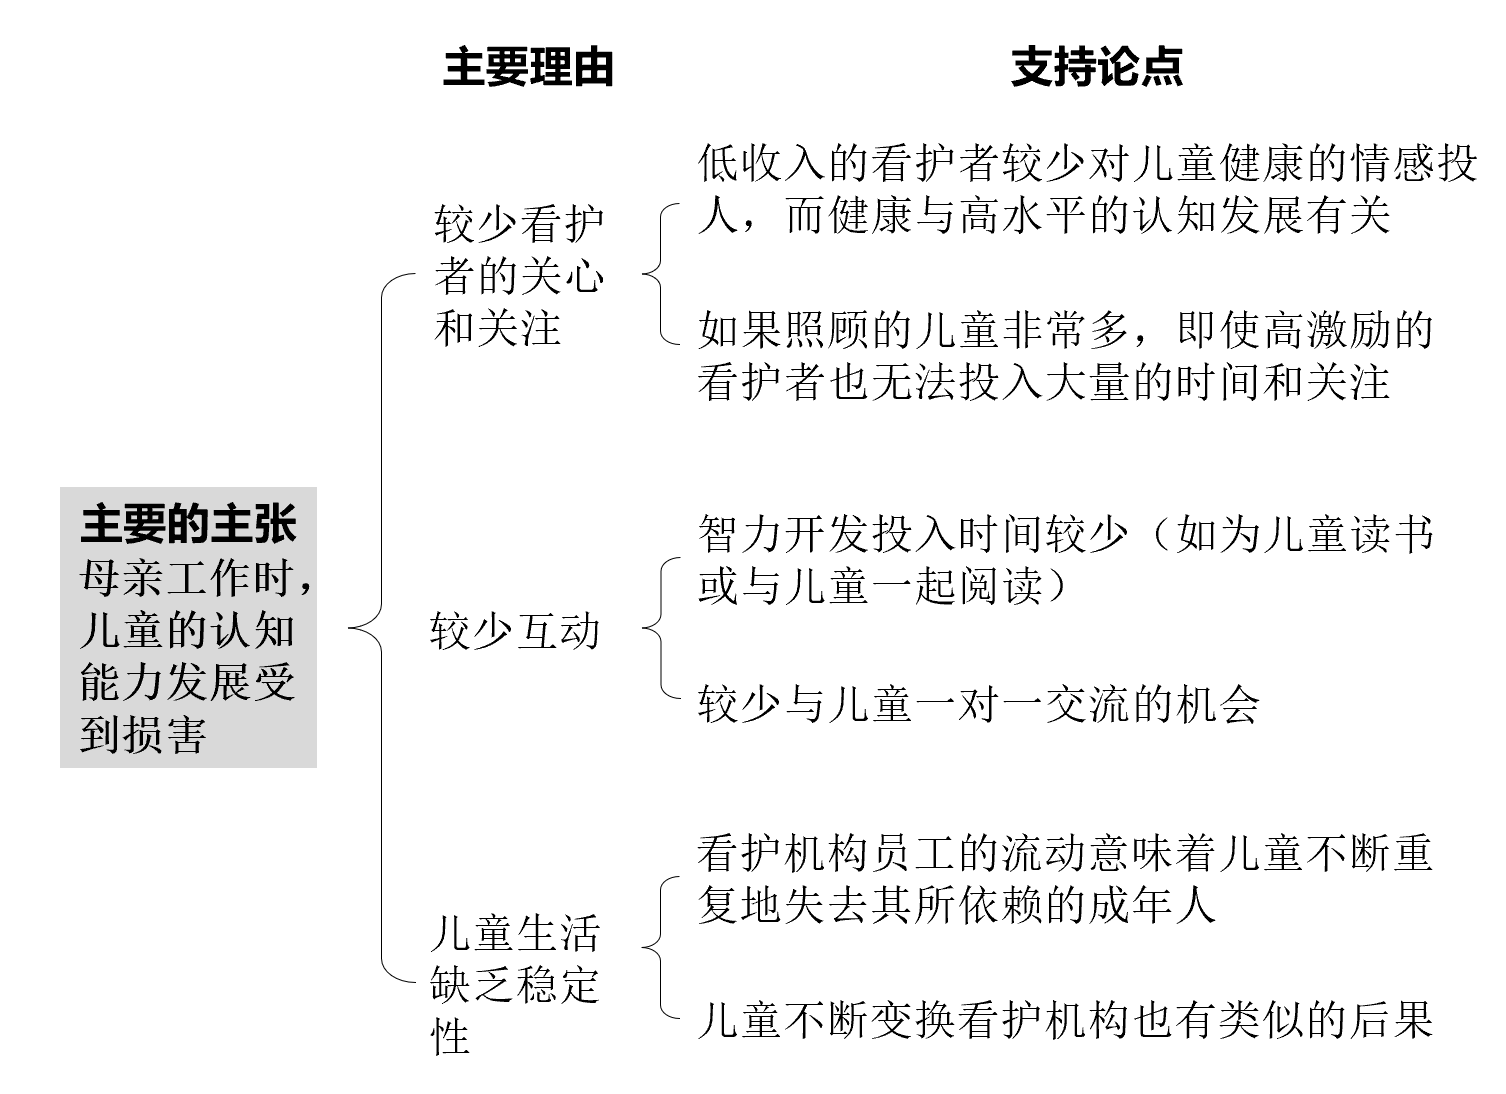 主要理由
支持论点
低收入的看护者较少对儿童健康的情感投
人，而健康与高水平的认知发展有关
较少看护
者的关心
和关注
如果照顾的儿童非常多，即使高激励的
看护者也无法投入大量的时间和关注
主要的主张
母亲工作时，
儿童的认知
能力发展受
到损害
智力开发投入时间较少（如为儿童读书
或与儿童一起阅读）
较少互动
较少与儿童一对一交流的机会
看护机构员工的流动意味着儿童不断重
复地失去其所依赖的成年人
儿童生活
缺乏稳定
性
儿童不断变换看护机构也有类似的后果